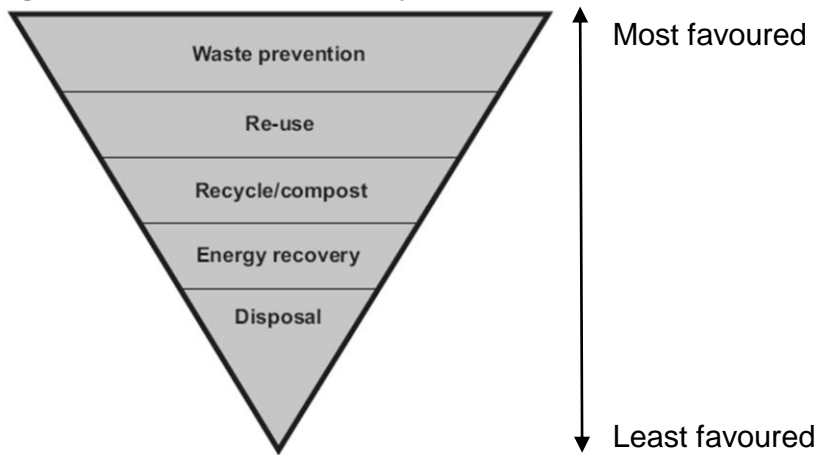 Most favoured
Waste prevention
Re-use
Recycle/compost
Energy recovery
Disposal
Least favoured